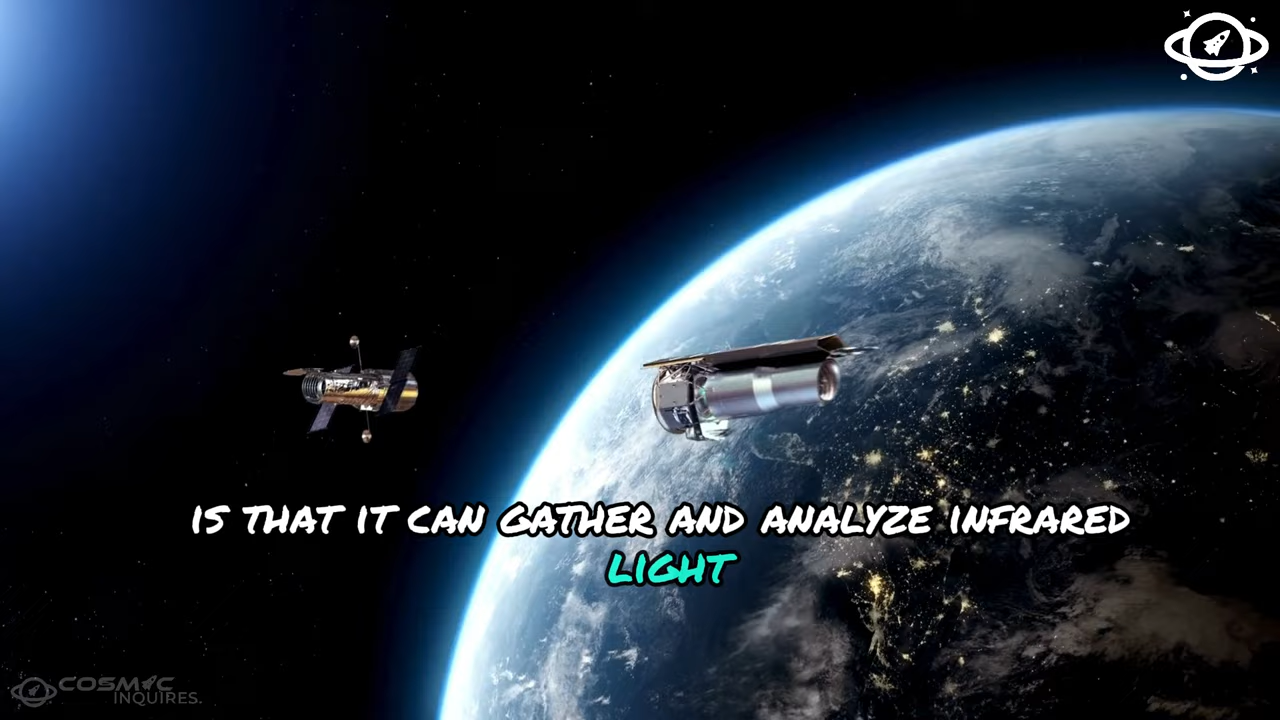 IS THAT IT CAN GATHER AND ANALYZE INFRARED
LIGHT
COSMIC
INQUIRES.